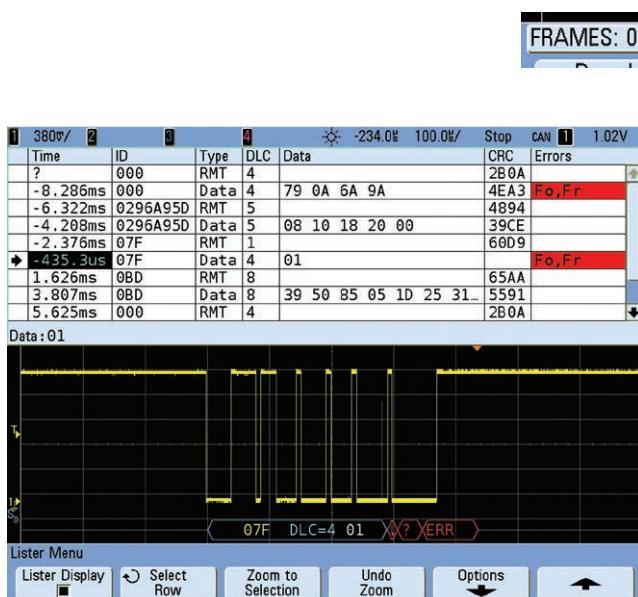 FRAMES: 0
1 380▿/ 2 3 4 -234.0▿ 100.0▿/ Stop CAN 1 1.02V
Time ID Type DLC Data CRC Errors
? 000 RMT 4 2B0A
-8.286ms 000 Data 4 79 0A 6A 9A 4EA3 Fo,Fr
-6.322ms 0296A95D RMT 5 4894
-4.208ms 0296A95D Data 5 08 10 18 20 00 39CE
-2.376ms 07F RMT 1 60D9
-435.3us 07F Data 4 01 Fo,Fr
1.626ms 0BD RMT 8 65AA
3.807ms 0BD Data 8 39 50 85 05 1D 25 31… 5591
5.625ms 000 RMT 4 2B0A
Data:01
T
1
07F DLC=4 01 ? ERR
Lister Menu
Lister Display Select Row Zoom to Selection Undo Zoom Options